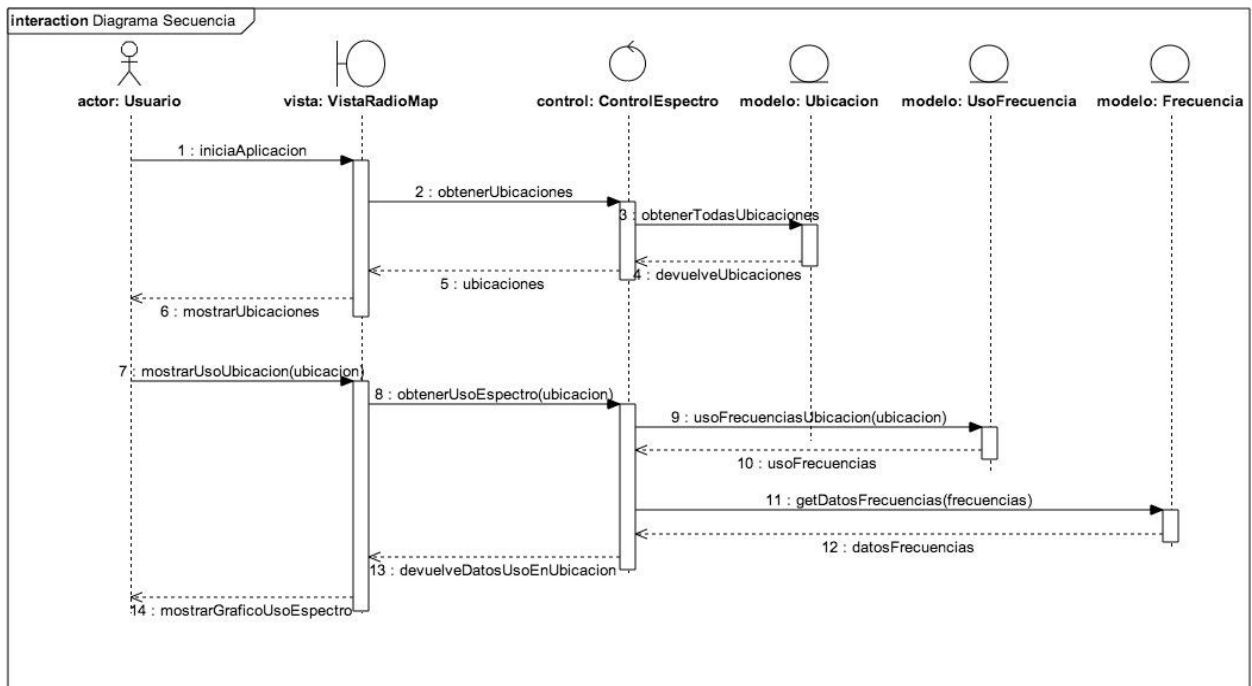 interaction Diagrama Secuencia
actor: Usuario
vista: VistaRadioMap
control: ControlEspectro
modelo: Ubicacion
modelo: UsoFrecuencia
modelo: Frecuencia
1 : iniciaAplicacion
2 : obtenerUbicaciones
3 : obtenerTodasUbicaciones
4 : devuelveUbicaciones
5 : ubicaciones
6 : mostrarUbicaciones
7 : mostrarUsoUbicacion(ubicacion)
8 : obtenerUsoEspectro(ubicacion)
9 : usoFrecuenciasUbicacion(ubicacion)
10 : usoFrecuencias
11 : getDatosFrecuencias(frecuencias)
12 : datosFrecuencias
13 : devuelveDatosUsoEnUbicacion
14 : mostrarGraficoUsoEspectro